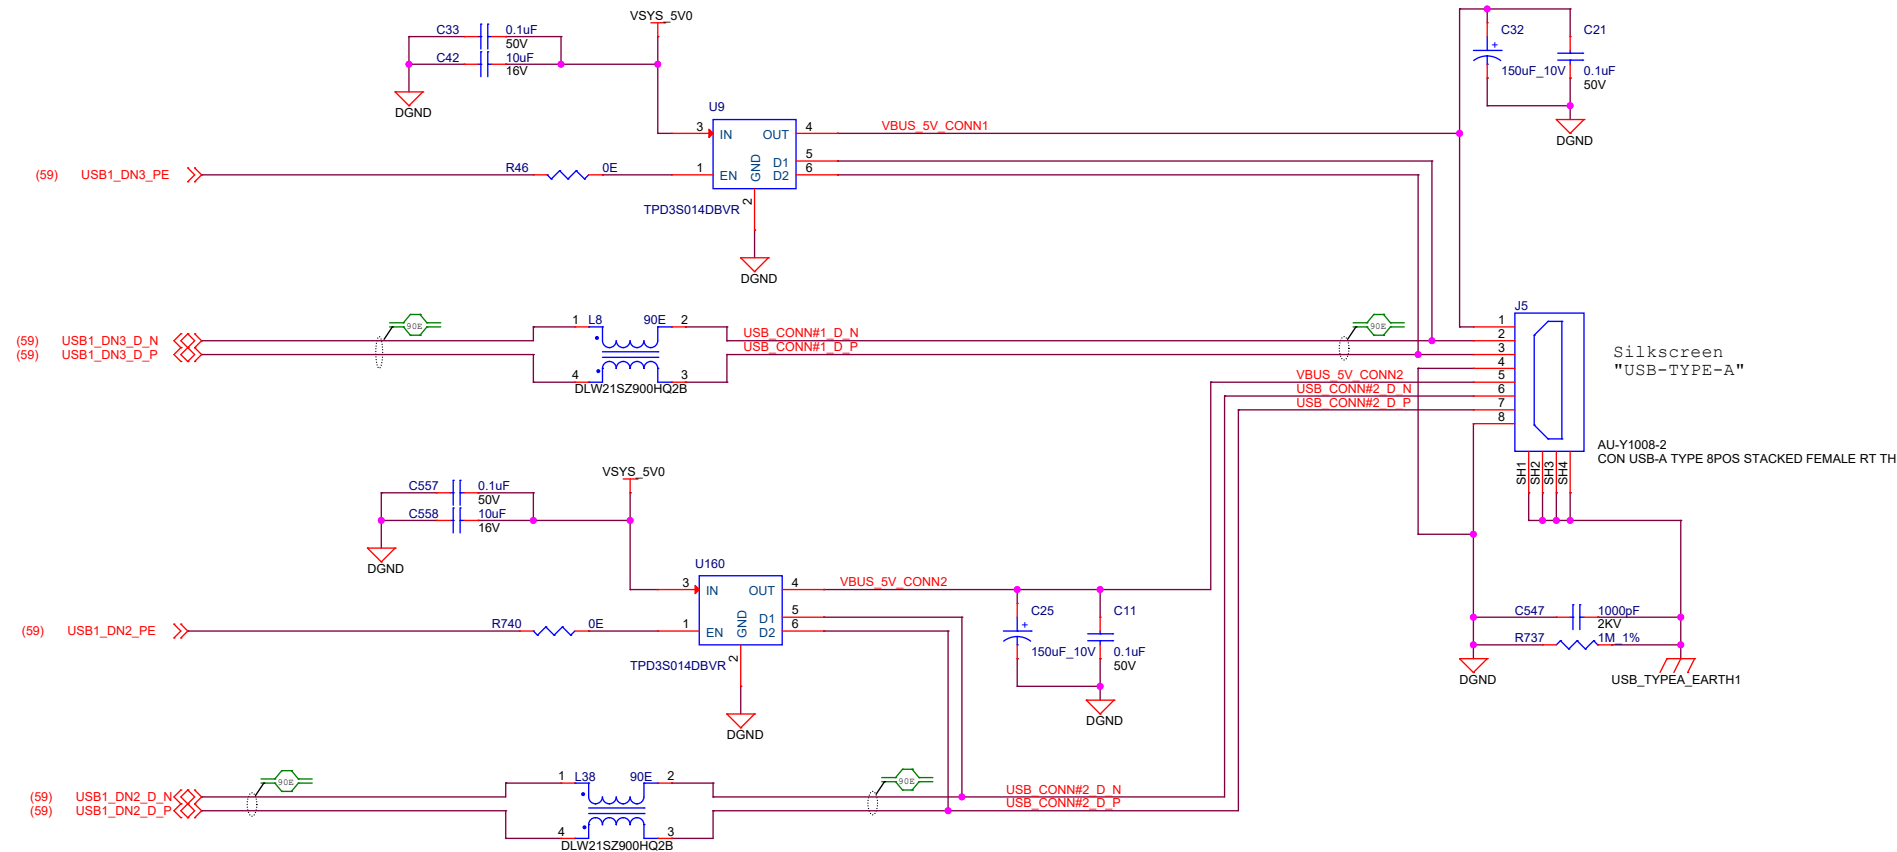 VSYS_5V0
C33 0.1uF
50V
C42 10uF
16V
DGND
C32 C21
150uF_10V 0.1uF
50V
DGND
U9
3 IN OUT 4 VBUS_5V_CONN1
D1 5
1 EN GND D2 6
2
(59) USB1_DN3_PE R46 0E
TPD3S014DBVR
DGND
90E
1 L8 90E 2
(59) USB1_DN3_D_N USB_CONN#1_D_N
(59) USB1_DN3_D_P USB_CONN#1_D_P
4 3
DLW21SZ900HQ2B
90E
J5
1
2
3
4
VBUS_5V_CONN2 5
USB_CONN#2_D_N 6
USB_CONN#2_D_P 7
8
Silkscreen
"USB-TYPE-A"
AU-Y1008-2
CON USB-A TYPE 8POS STACKED FEMALE RT TH
SH1
SH2
SH3
SH4
VSYS_5V0
C557 0.1uF
50V
C558 10uF
16V
DGND
U160
3 IN OUT 4 VBUS_5V_CONN2
D1 5
1 EN GND D2 6
2
(59) USB1_DN2_PE R740 0E
TPD3S014DBVR
DGND
C25 C11
150uF_10V 0.1uF
50V
DGND
C547 1000pF
2KV
R737 1M_1%
DGND USB_TYPEA_EARTH1
90E
1 L38 90E 2
(59) USB1_DN2_D_N USB_CONN#2_D_N
(59) USB1_DN2_D_P USB_CONN#2_D_P
4 3
DLW21SZ900HQ2B
90E